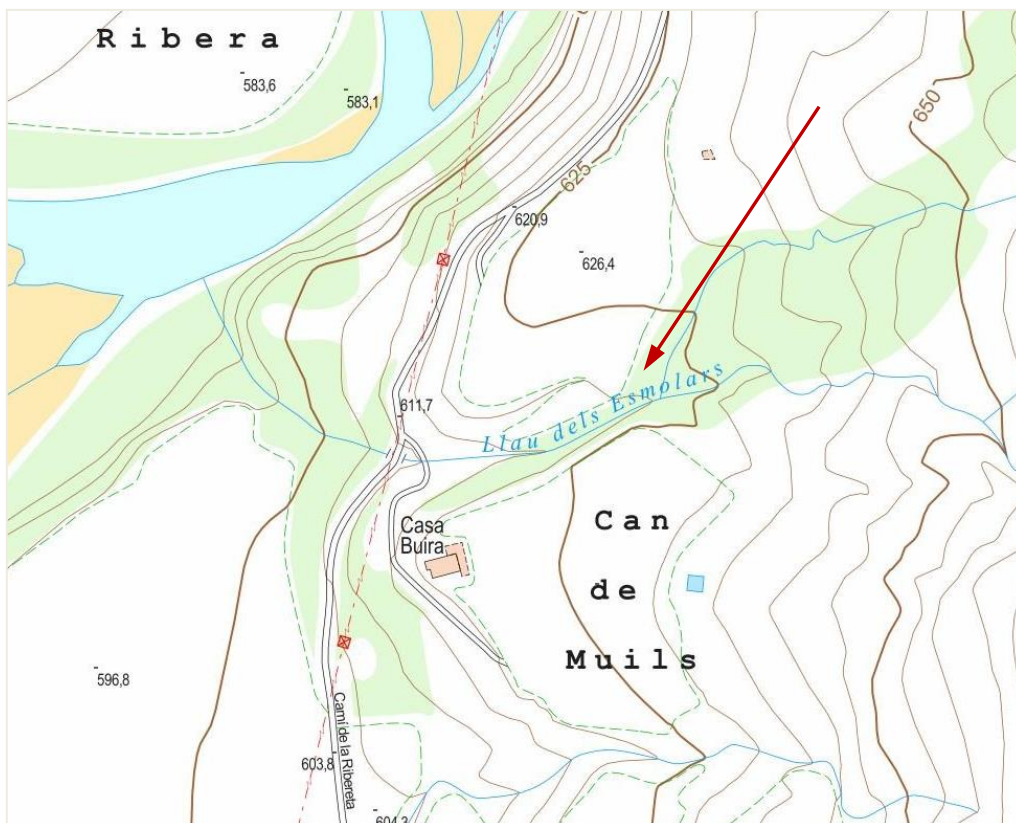 Ribera
583,6
583,1
650
625
620,9
626,4
611,7
Llau dels Esmolars
Casa
Buira
Can
de
Muils
596,8
Camí de la Ribereta
603,8
604,3